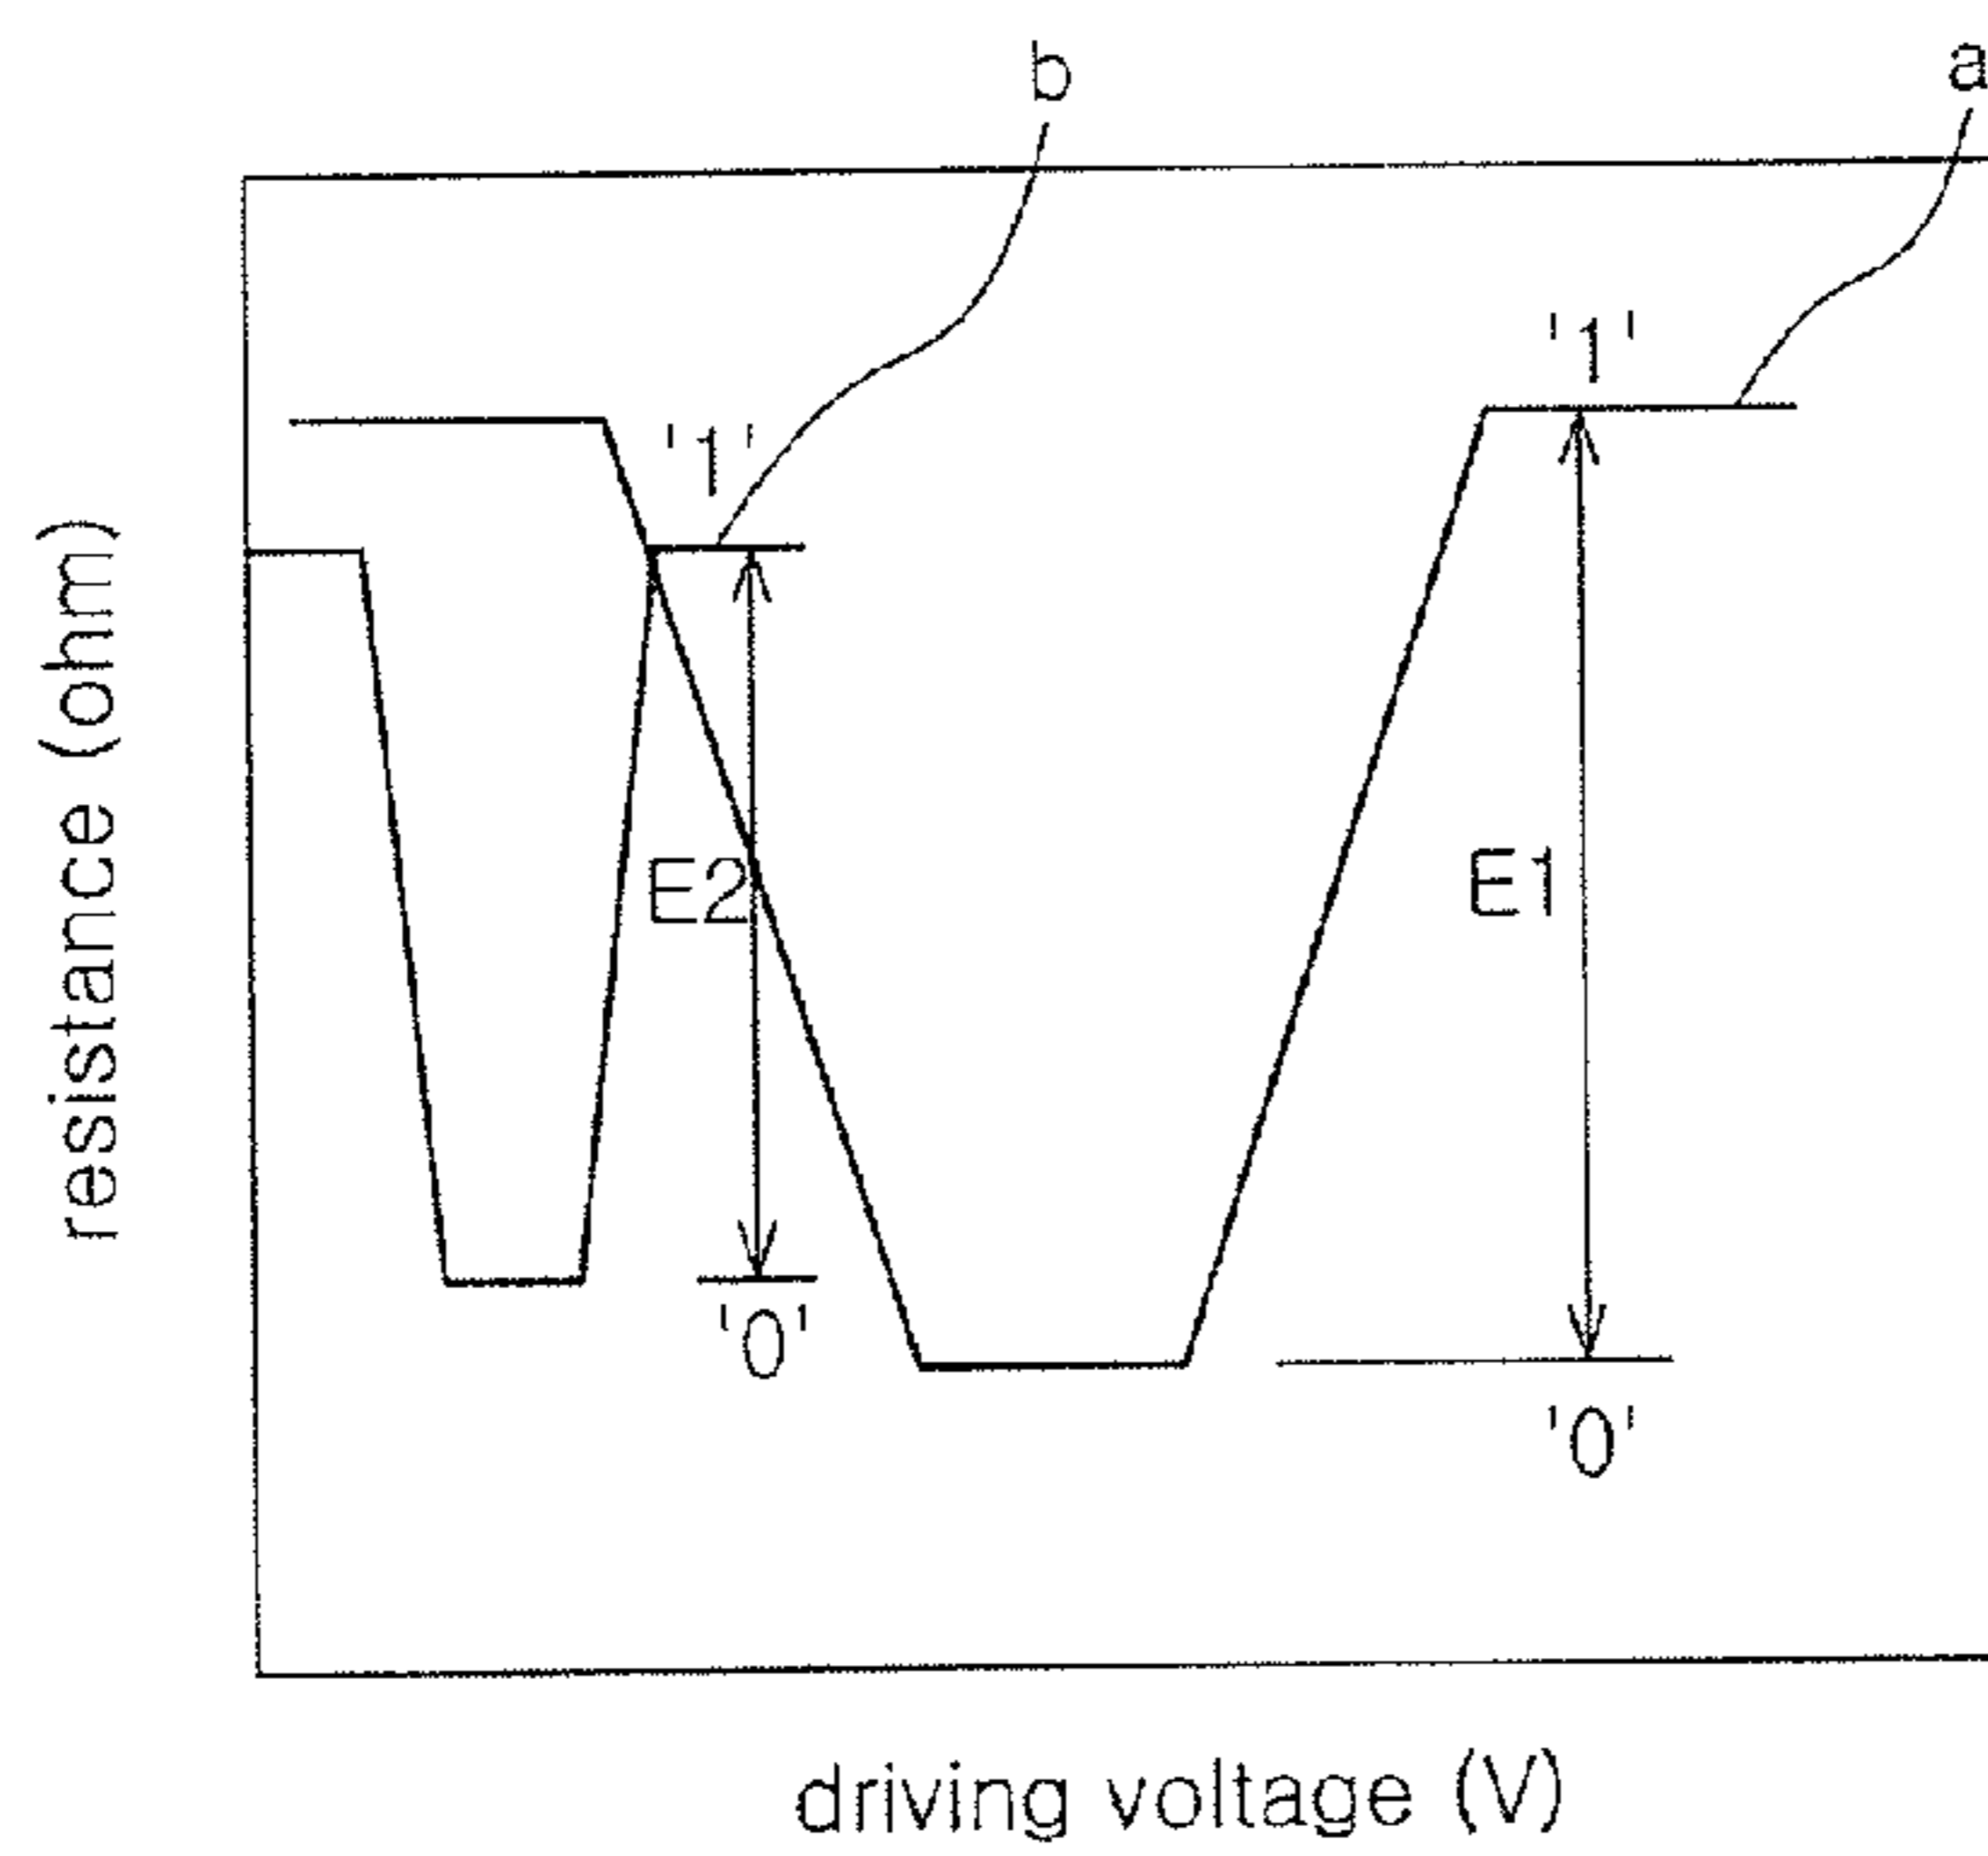 b
a
'1'
'1'
resistance (ohm)
E2
E1
'0'
'0'
driving voltage (V)